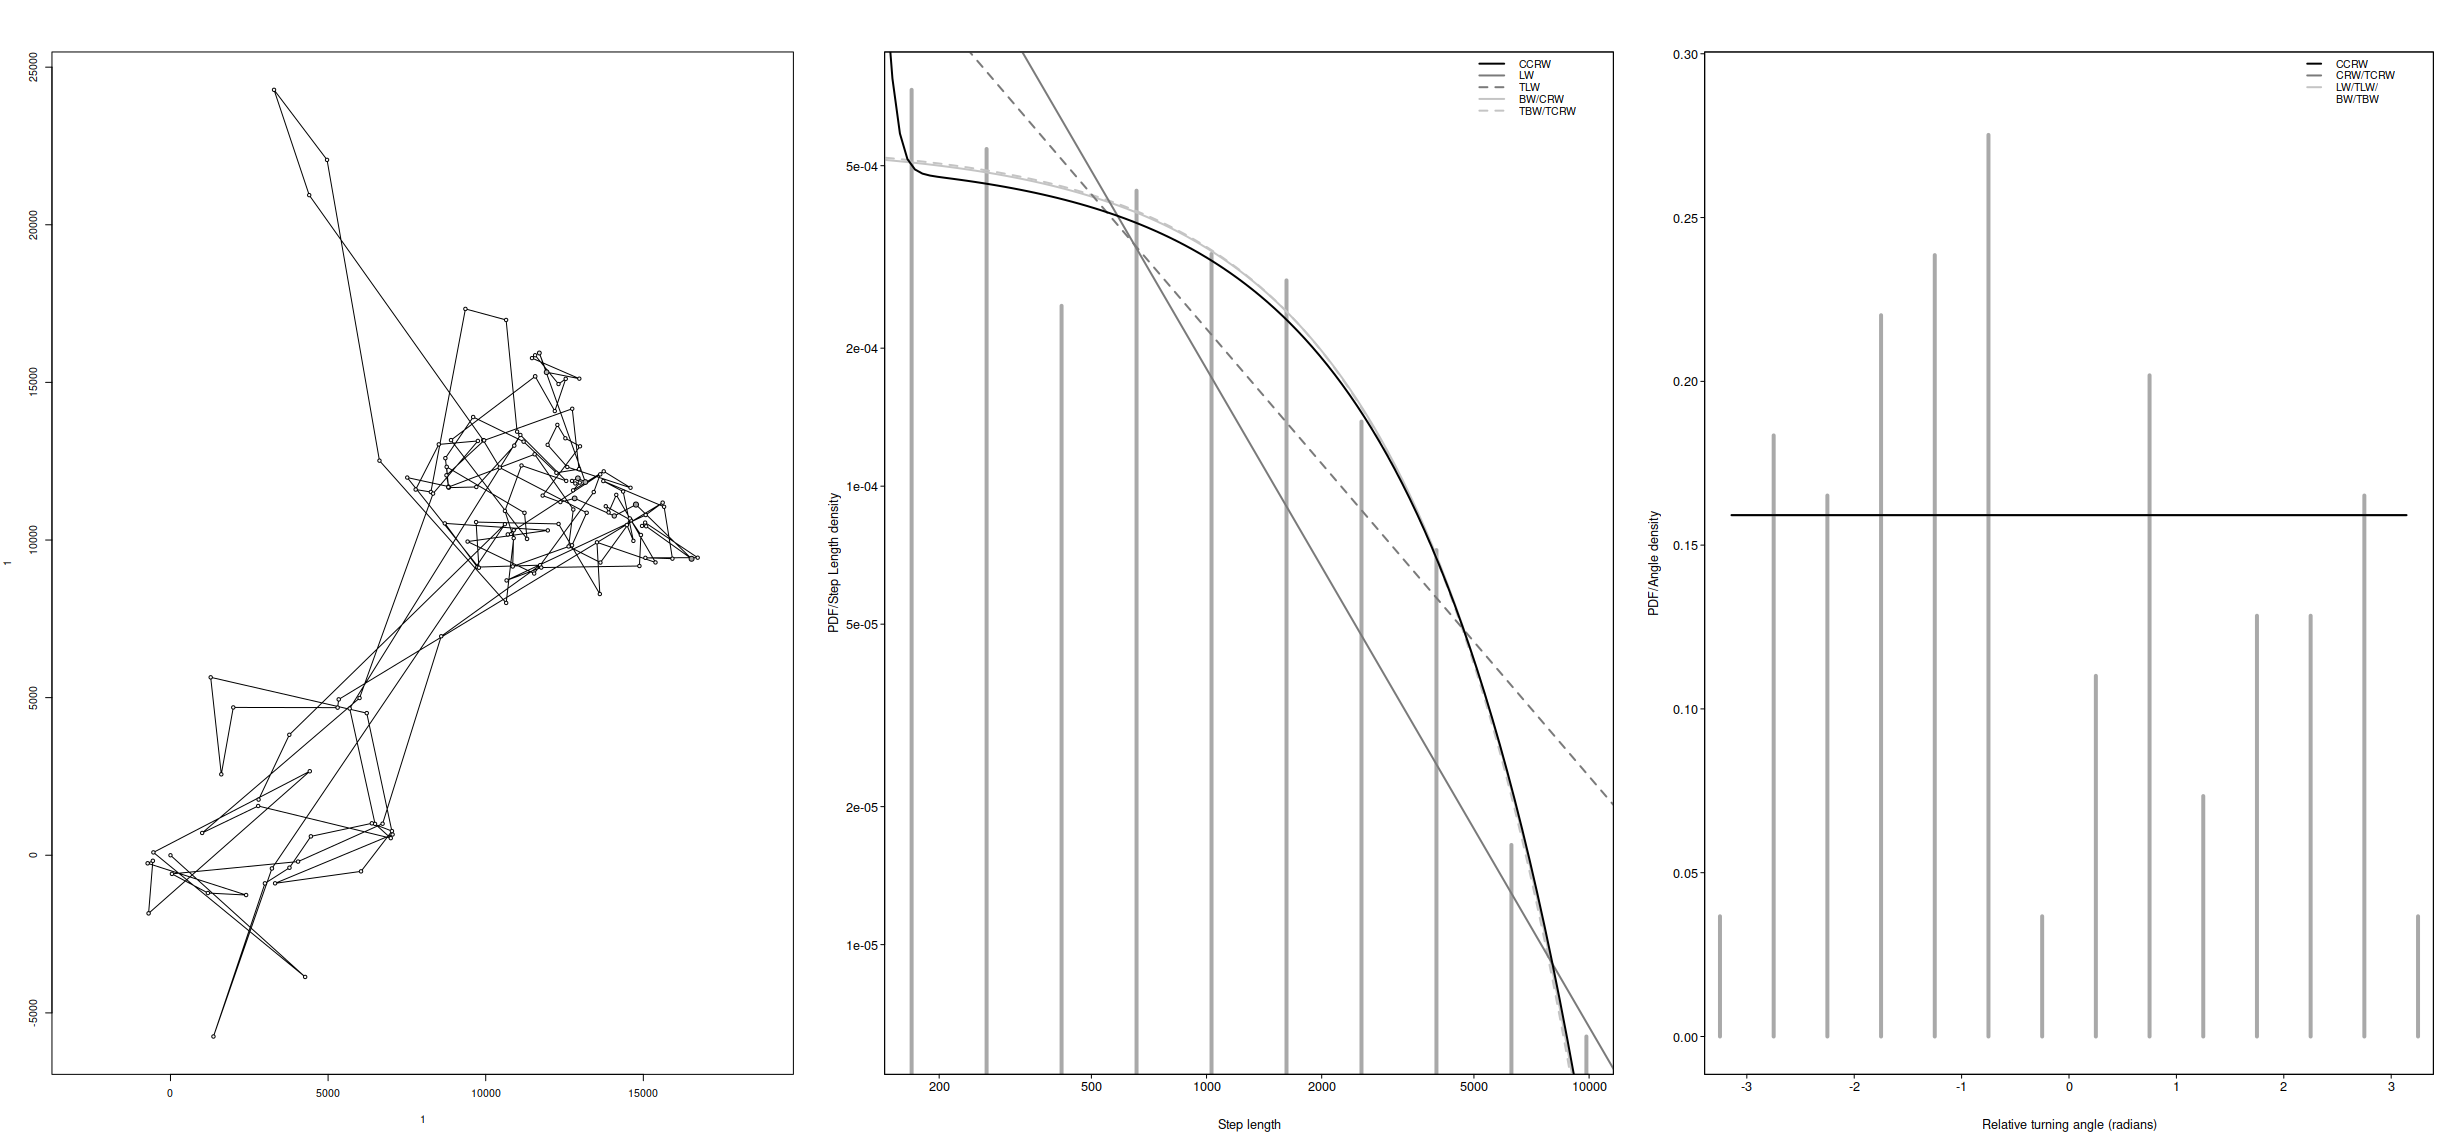 25000
20000
15000
10000
5000
0
-5000
1
0
5000
10000
15000
1
CCRW
LW
TLW
BW/CRW
TBW/TCRW
5e-04
2e-04
1e-04
5e-05
2e-05
1e-05
PDF/Step Length density
200
500
1000
2000
5000
10000
Step length
CCRW
CRW/TCRW
LW/TLW/
BW/TBW
0.30
0.25
0.20
0.15
0.10
0.05
0.00
PDF/Angle density
-3
-2
-1
0
1
2
3
Relative turning angle (radians)